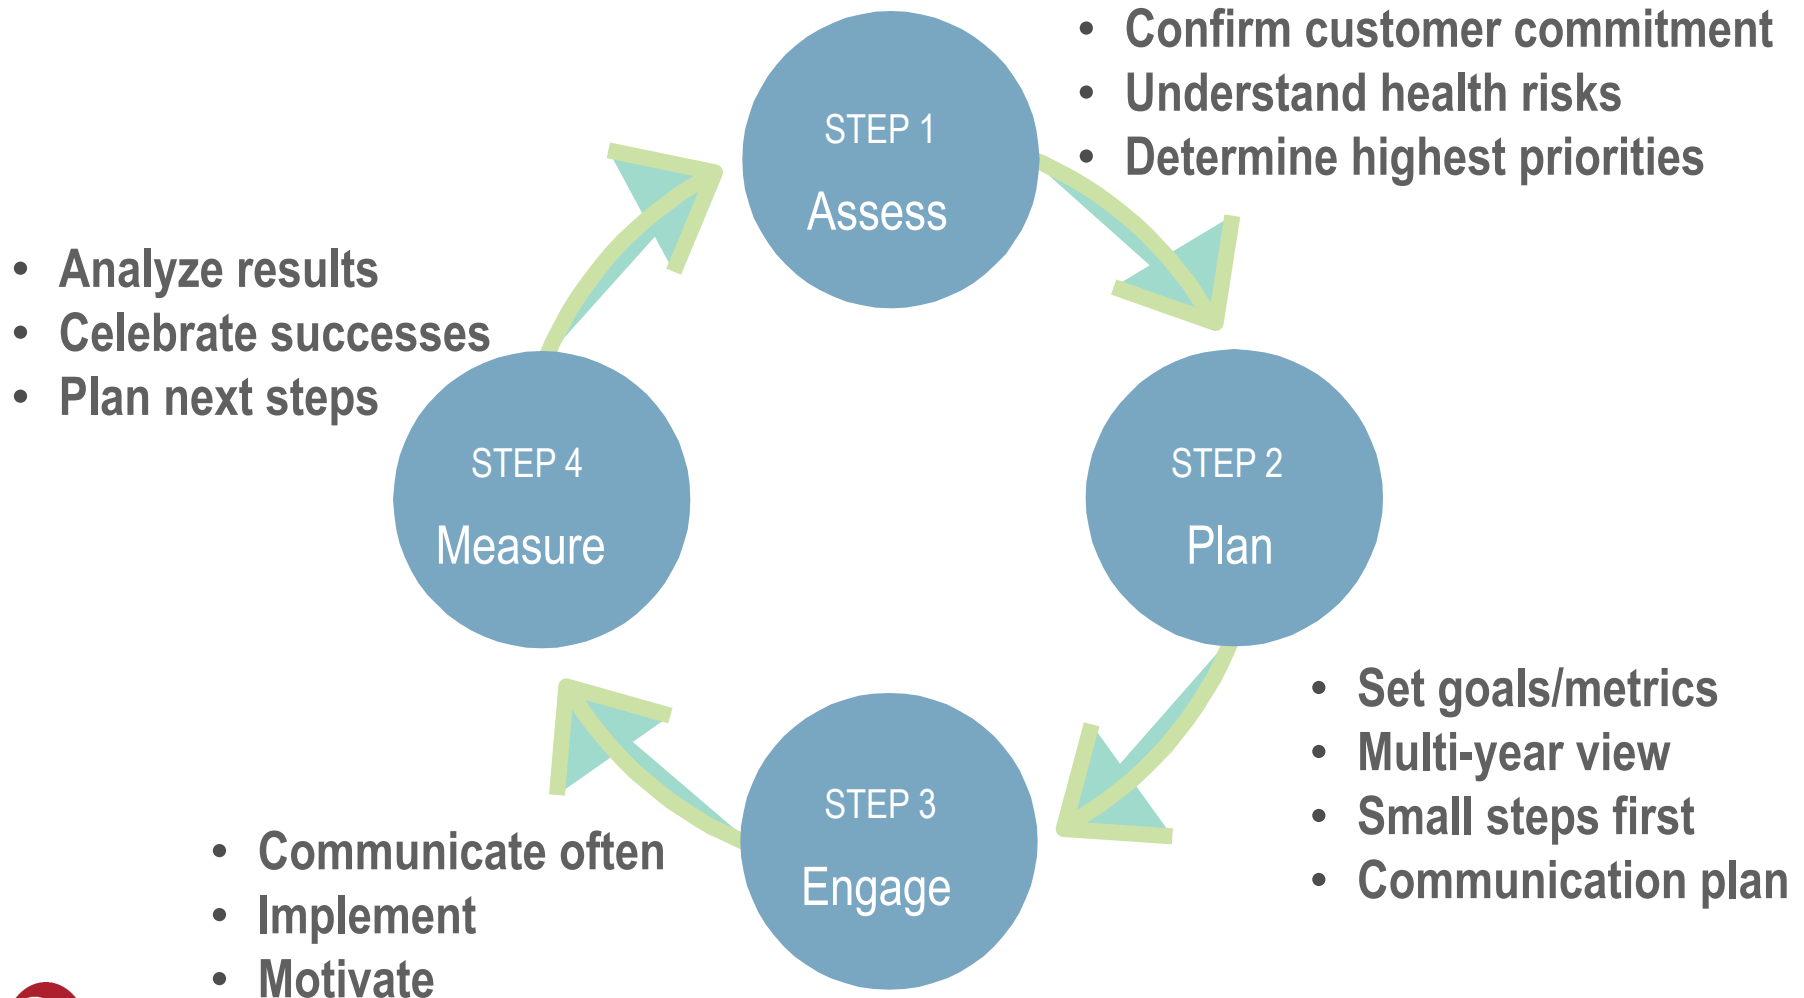 STEP 1
Assess
• Confirm customer commitment
• Understand health risks
• Determine highest priorities
STEP 2
Plan
• Set goals/metrics
• Multi-year view
• Small steps first
• Communication plan
STEP 3
Engage
• Communicate often
• Implement
• Motivate
STEP 4
Measure
• Analyze results
• Celebrate successes
• Plan next steps